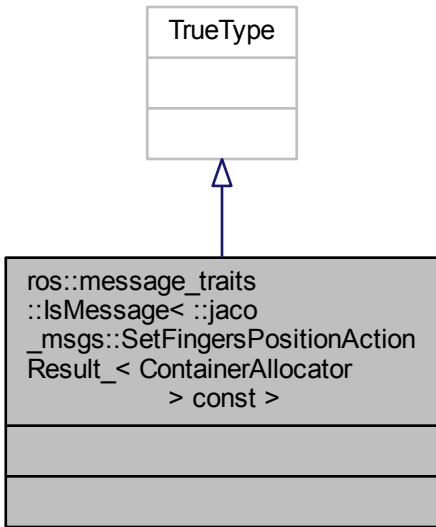 TrueType
ros::message_traits
::IsMessage< ::jaco
_msgs::SetFingersPositionAction
Result_< ContainerAllocator
> const >